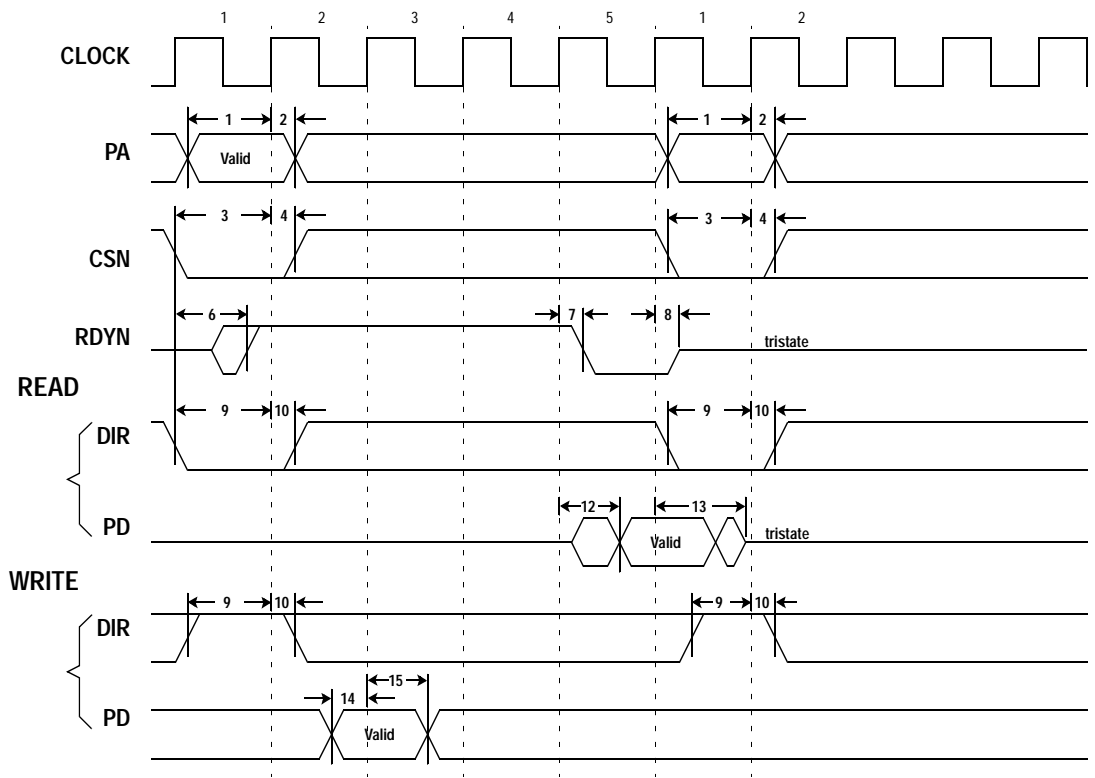 1 2 3 4 5 1 2
CLOCK
1 2 1 2
PA Valid
3 4 3 4
CSN
6 7 8
RDYN tristate
READ
9 10 9 10
DIR
12 13
PD Valid tristate
WRITE
9 10 9 10
DIR
14 15
PD Valid